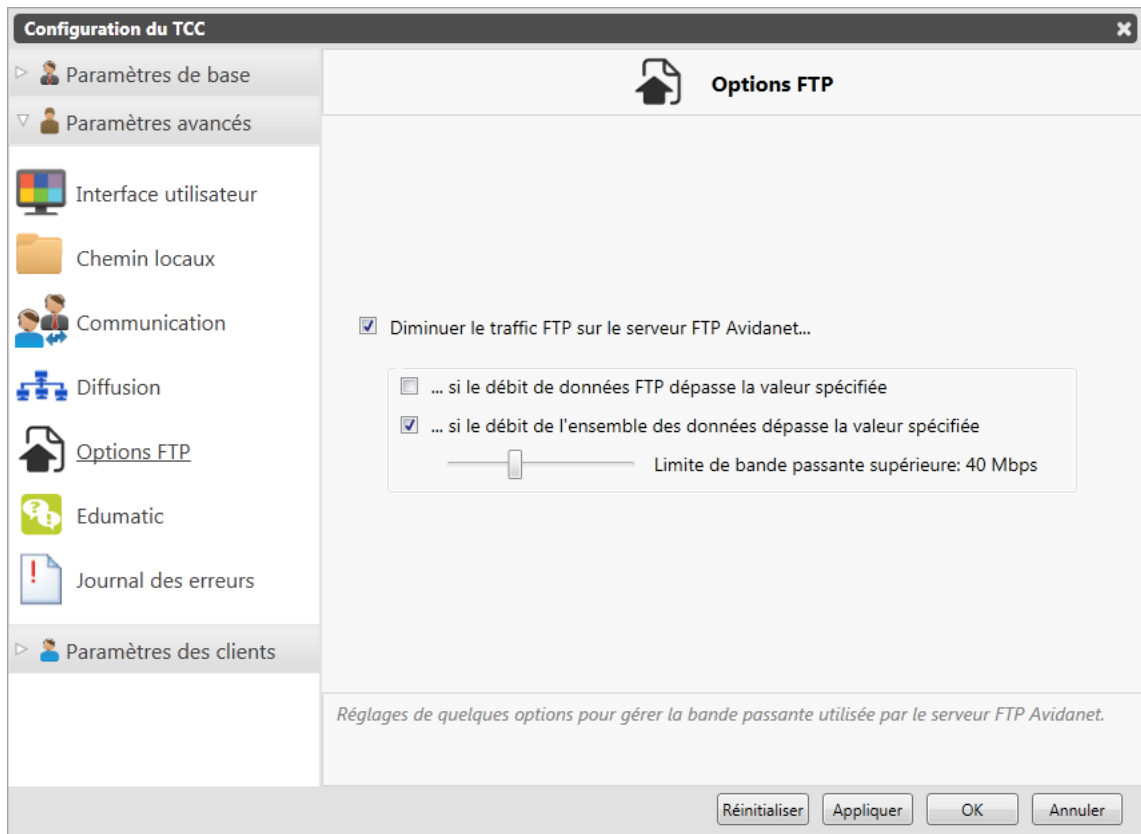 Configuration du TCC
Paramètres de base
Paramètres avancés
Interface utilisateur
Chemin locaux
Communication
Diffusion
Options FTP
Edumatic
Journal des erreurs
Paramètres des clients
Options FTP
Diminuer le traffic FTP sur le serveur FTP Avidanet...
... si le débit de données FTP dépasse la valeur spécifiée
... si le débit de l'ensemble des données dépasse la valeur spécifiée
Limite de bande passante supérieure: 40 Mbps
Réglages de quelques options pour gérer la bande passante utilisée par le serveur FTP Avidanet.
Réinitialiser Appliquer OK Annuler